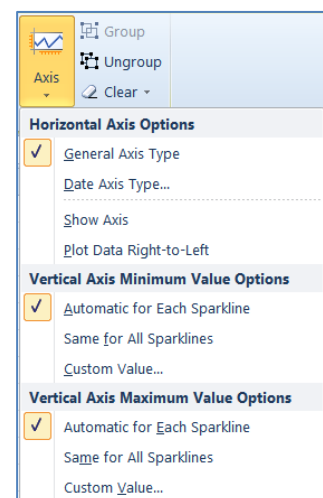 Group
Ungroup
Axis
Clear
Horizontal Axis Options
General Axis Type
Date Axis Type...
Show Axis
Plot Data Right-to-Left
Vertical Axis Minimum Value Options
Automatic for Each Sparkline
Same for All Sparklines
Custom Value...
Vertical Axis Maximum Value Options
Automatic for Each Sparkline
Same for All Sparklines
Custom Value...